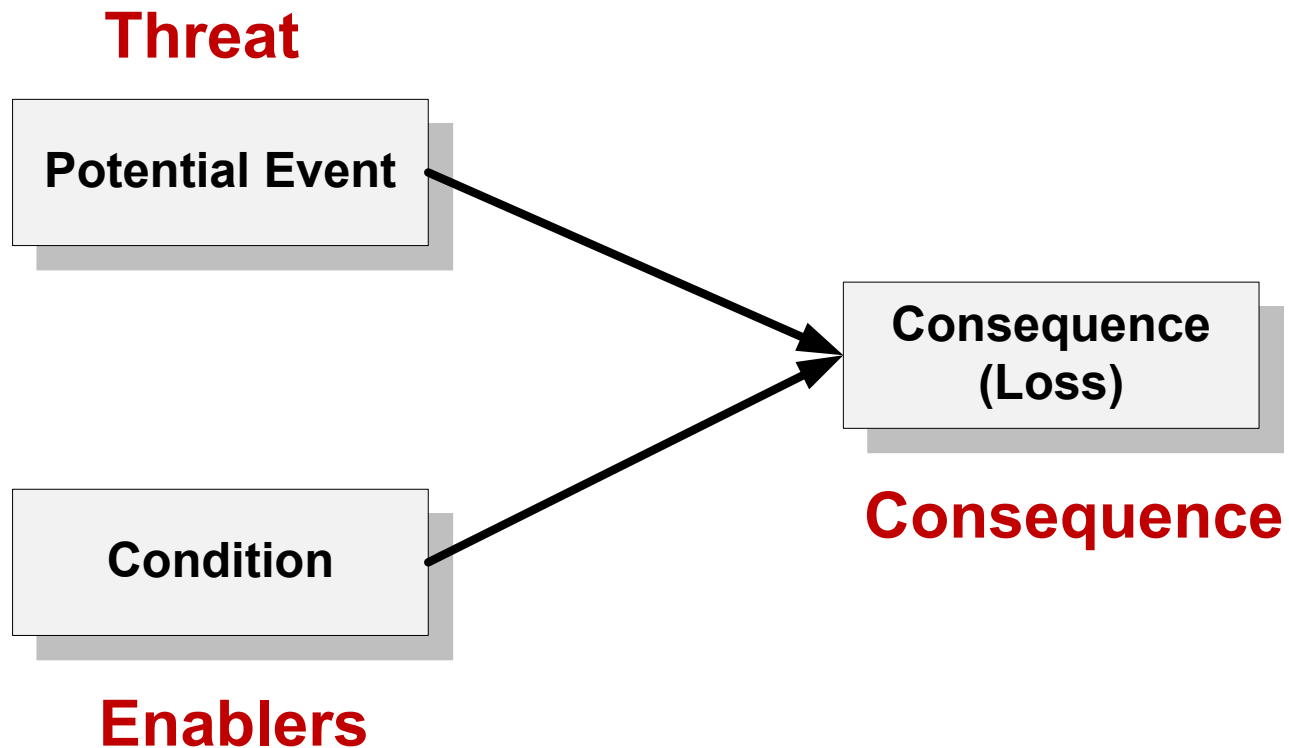 Threat
Potential Event
Consequence
(Loss)
Consequence
Condition
Enablers